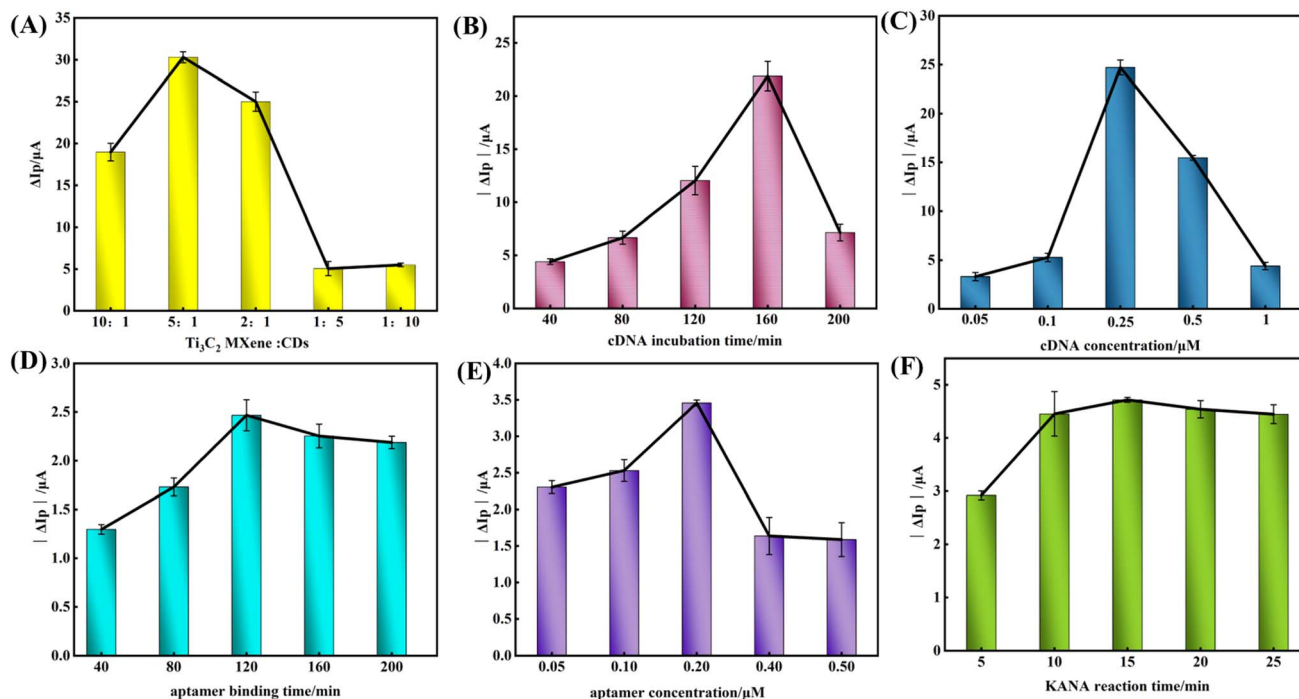 (A)
ΔIp/μA
35
30
25
20
15
10
5
0
10: 1 5: 1 2: 1 1: 5 1: 10
Ti₃C₂ MXene :CDs
(B)
| ΔIp | /μA
25
20
15
10
5
0
40 80 120 160 200
cDNA incubation time/min
(C)
| ΔIp | /μA
30
25
20
15
10
5
0
0.05 0.1 0.25 0.5 1
cDNA concentration/μM
(D)
| ΔIp | /μA
3.0
2.5
2.0
1.5
1.0
0.5
0.0
40 80 120 160 200
aptamer binding time/min
(E)
| ΔIp | /μA
4.0
3.5
3.0
2.5
2.0
1.5
1.0
0.5
0.0
0.05 0.10 0.20 0.40 0.50
aptamer concentration/μM
(F)
| ΔIp | /μA
5
4
3
2
1
0
5 10 15 20 25
KANA reaction time/min